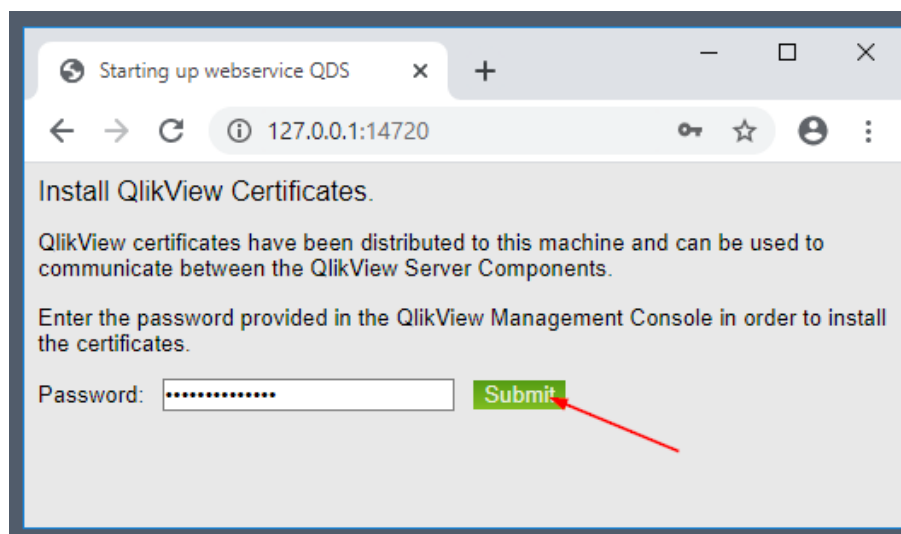 Starting up webservice QDS
127.0.0.1:14720
Install QlikView Certificates.
QlikView certificates have been distributed to this machine and can be used to
communicate between the QlikView Server Components.
Enter the password provided in the QlikView Management Console in order to install
the certificates.
Password: •••••••••••••• Submit